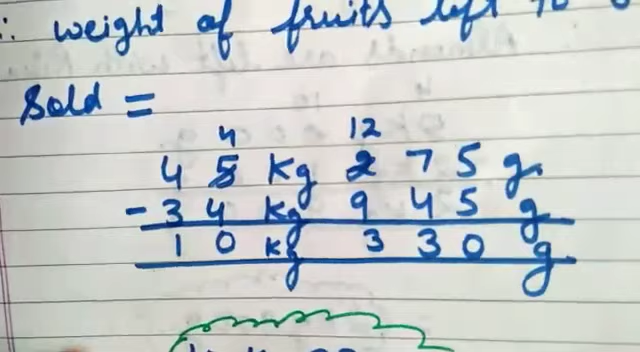 ∴ weight of fruits left to
Sold =
4 12
4 5 Kg 2 7 5 g.
- 3 4 kg 9 4 5 g
1 0 kg 3 3 0 g